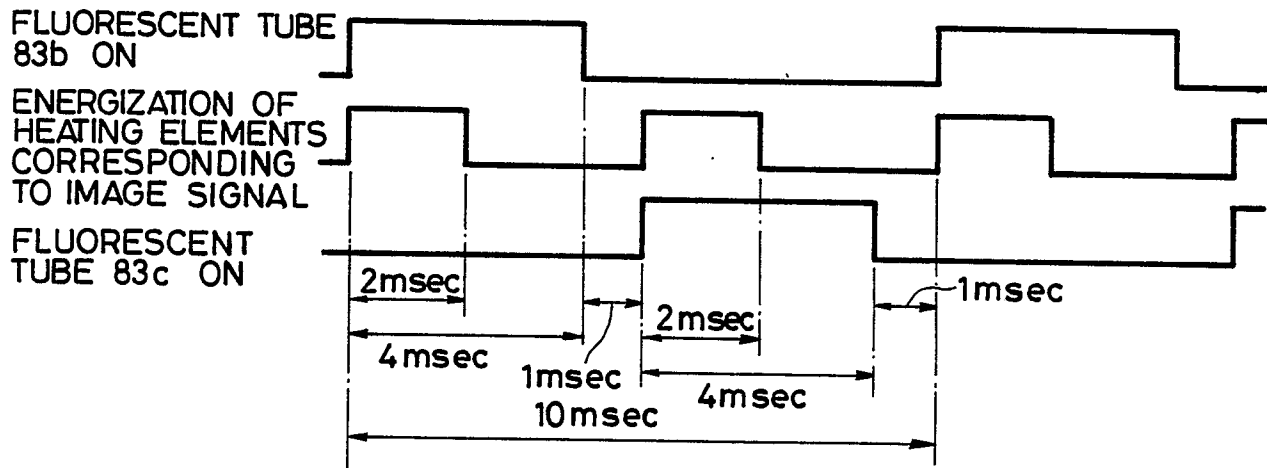 FLUORESCENT TUBE
83b ON
ENERGIZATION OF
HEATING ELEMENTS
CORRESPONDING
TO IMAGE SIGNAL
FLUORESCENT
TUBE 83c ON
2msec
1msec
2msec
4msec
1msec
4msec
10msec